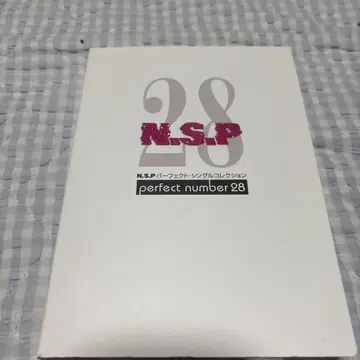 28
N.S.P
N.S.P パーフェクト・シングルコレクション
perfect number 28